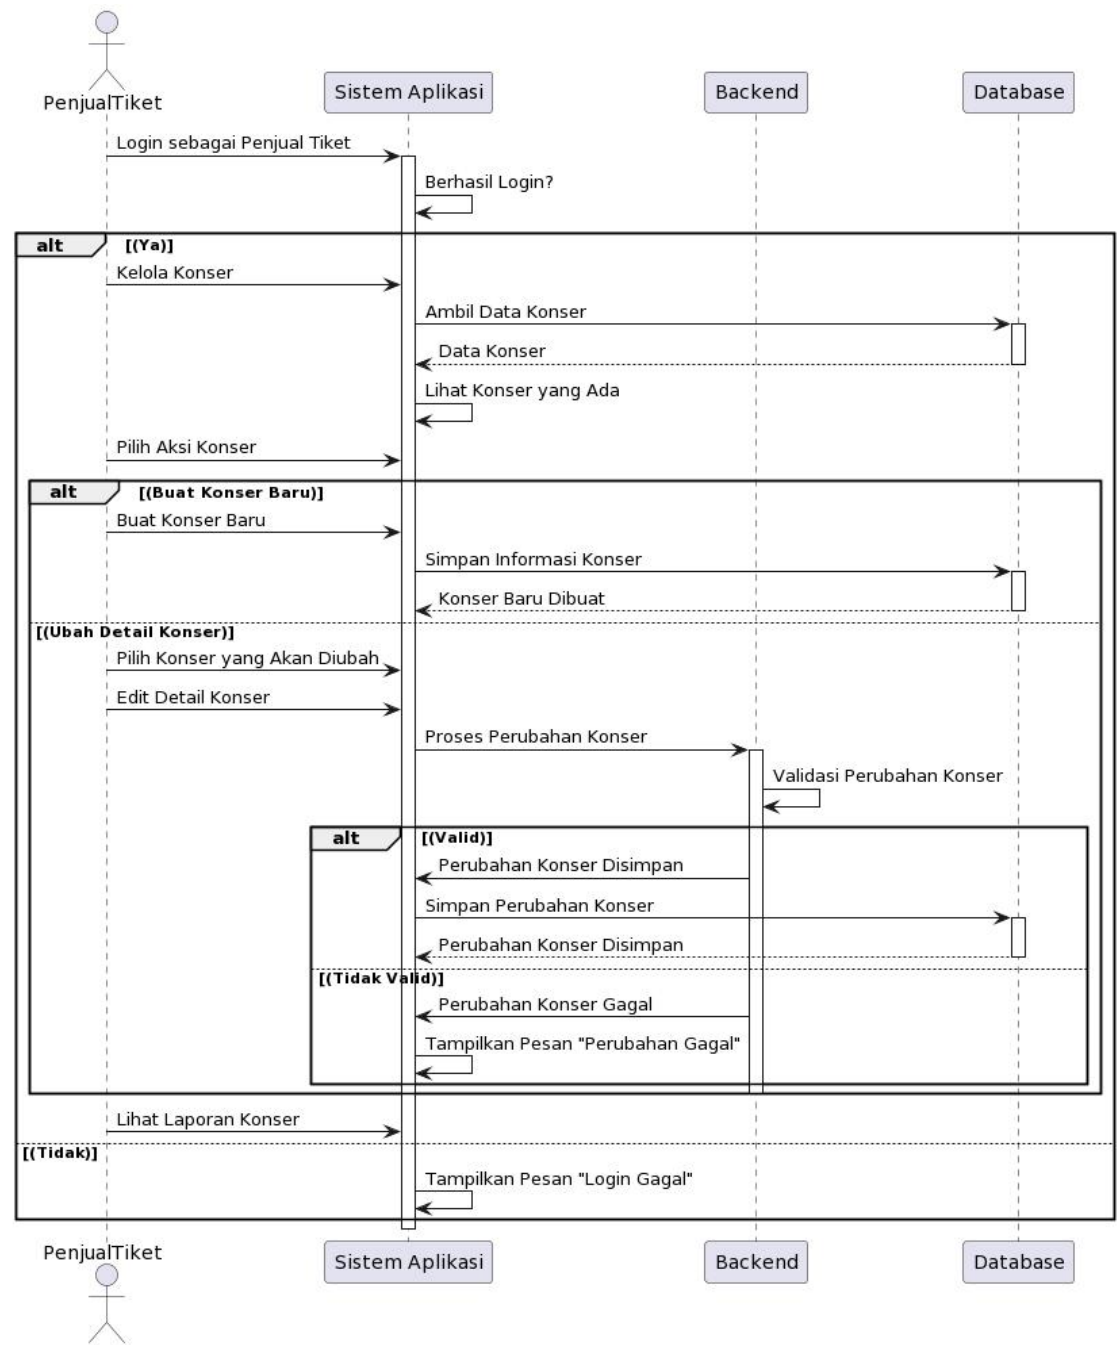 PenjualTiket
Sistem Aplikasi
Backend
Database
Login sebagai Penjual Tiket
Berhasil Login?
alt
[(Ya)]
Kelola Konser
Ambil Data Konser
Data Konser
Lihat Konser yang Ada
Pilih Aksi Konser
alt
[(Buat Konser Baru)]
Buat Konser Baru
Simpan Informasi Konser
Konser Baru Dibuat
[(Ubah Detail Konser)]
Pilih Konser yang Akan Diubah
Edit Detail Konser
Proses Perubahan Konser
Validasi Perubahan Konser
alt
[(Valid)]
Perubahan Konser Disimpan
Simpan Perubahan Konser
Perubahan Konser Disimpan
[(Tidak Valid)]
Perubahan Konser Gagal
Tampilkan Pesan "Perubahan Gagal"
Lihat Laporan Konser
[(Tidak)]
Tampilkan Pesan "Login Gagal"
PenjualTiket
Sistem Aplikasi
Backend
Database